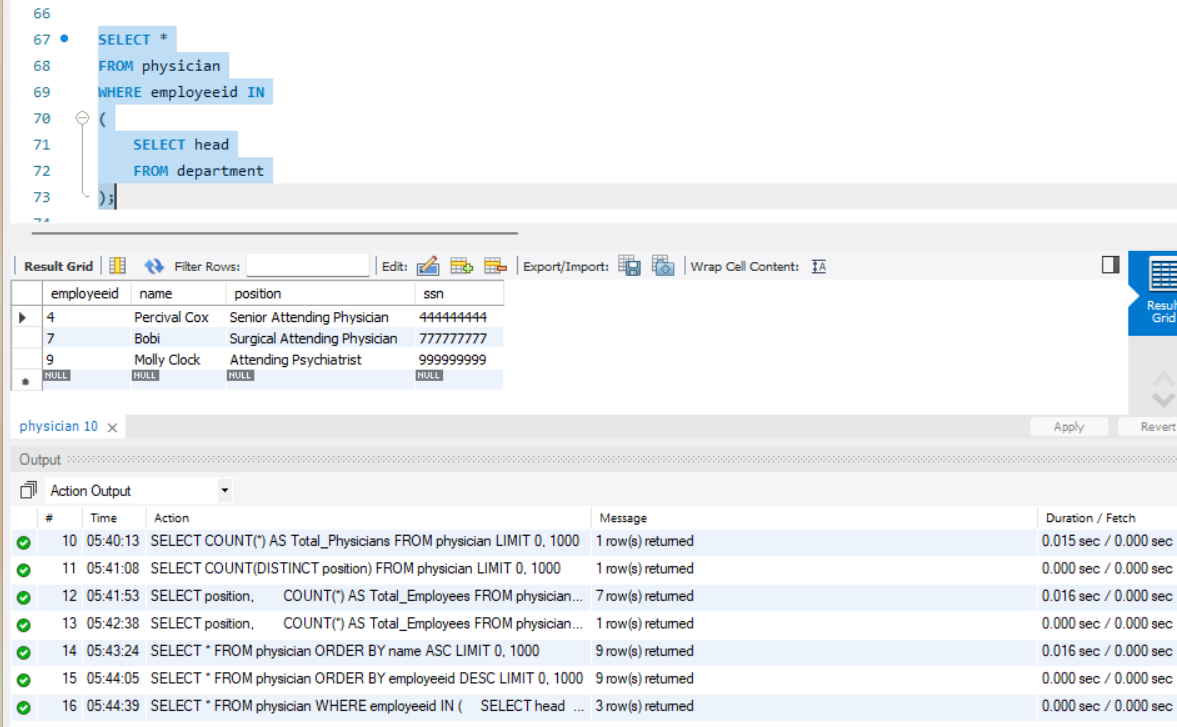 66
67 SELECT *
68 FROM physician
69 WHERE employeeid IN
70 (
71 SELECT head
72 FROM department
73 );
74
Result Grid Filter Rows: Edit: Export/Import: Wrap Cell Content:
Result
Grid
employeeid name position ssn
4 Percival Cox Senior Attending Physician 444444444
7 Bobi Surgical Attending Physician 777777777
9 Molly Clock Attending Psychiatrist 999999999
NULL NULL NULL NULL
physician 10 Apply Revert
Output
Action Output
# Time Action Message Duration / Fetch
10 05:40:13 SELECT COUNT(*) AS Total_Physicians FROM physician LIMIT 0, 1000 1 row(s) returned 0.015 sec / 0.000 sec
11 05:41:08 SELECT COUNT(DISTINCT position) FROM physician LIMIT 0, 1000 1 row(s) returned 0.000 sec / 0.000 sec
12 05:41:53 SELECT position, COUNT(*) AS Total_Employees FROM physician... 7 row(s) returned 0.016 sec / 0.000 sec
13 05:42:38 SELECT position, COUNT(*) AS Total_Employees FROM physician... 1 row(s) returned 0.000 sec / 0.000 sec
14 05:43:24 SELECT * FROM physician ORDER BY name ASC LIMIT 0, 1000 9 row(s) returned 0.016 sec / 0.000 sec
15 05:44:05 SELECT * FROM physician ORDER BY employeeid DESC LIMIT 0, 1000 9 row(s) returned 0.000 sec / 0.000 sec
16 05:44:39 SELECT * FROM physician WHERE employeeid IN ( SELECT head ... 3 row(s) returned 0.000 sec / 0.000 sec